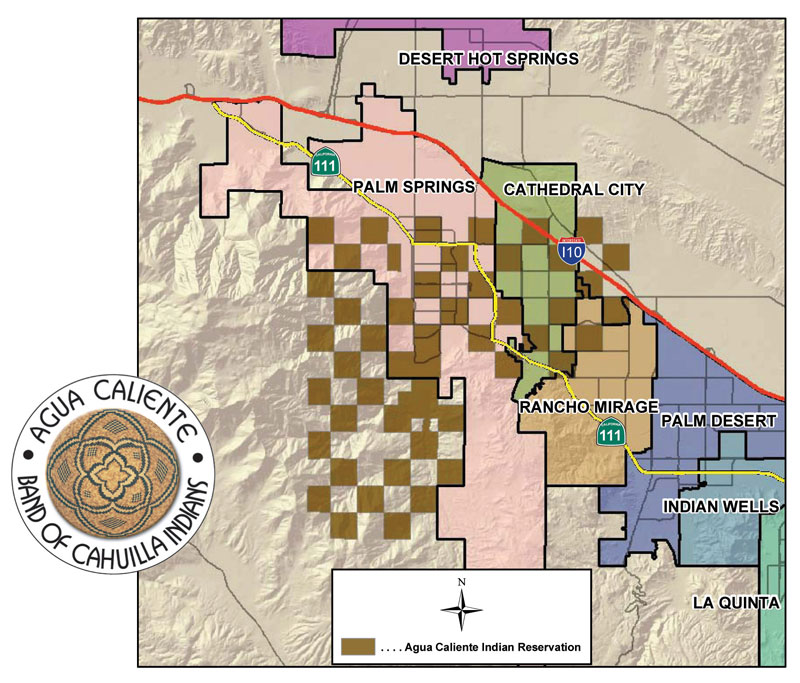 DESERT HOT SPRINGS
111
PALM SPRINGS
CATHEDRAL CITY
I10
RANCHO MIRAGE
111
PALM DESERT
INDIAN WELLS
LA QUINTA
AGUA CALIENTE
BAND OF CAHUILLA INDIANS
N
. . . . Agua Caliente Indian Reservation